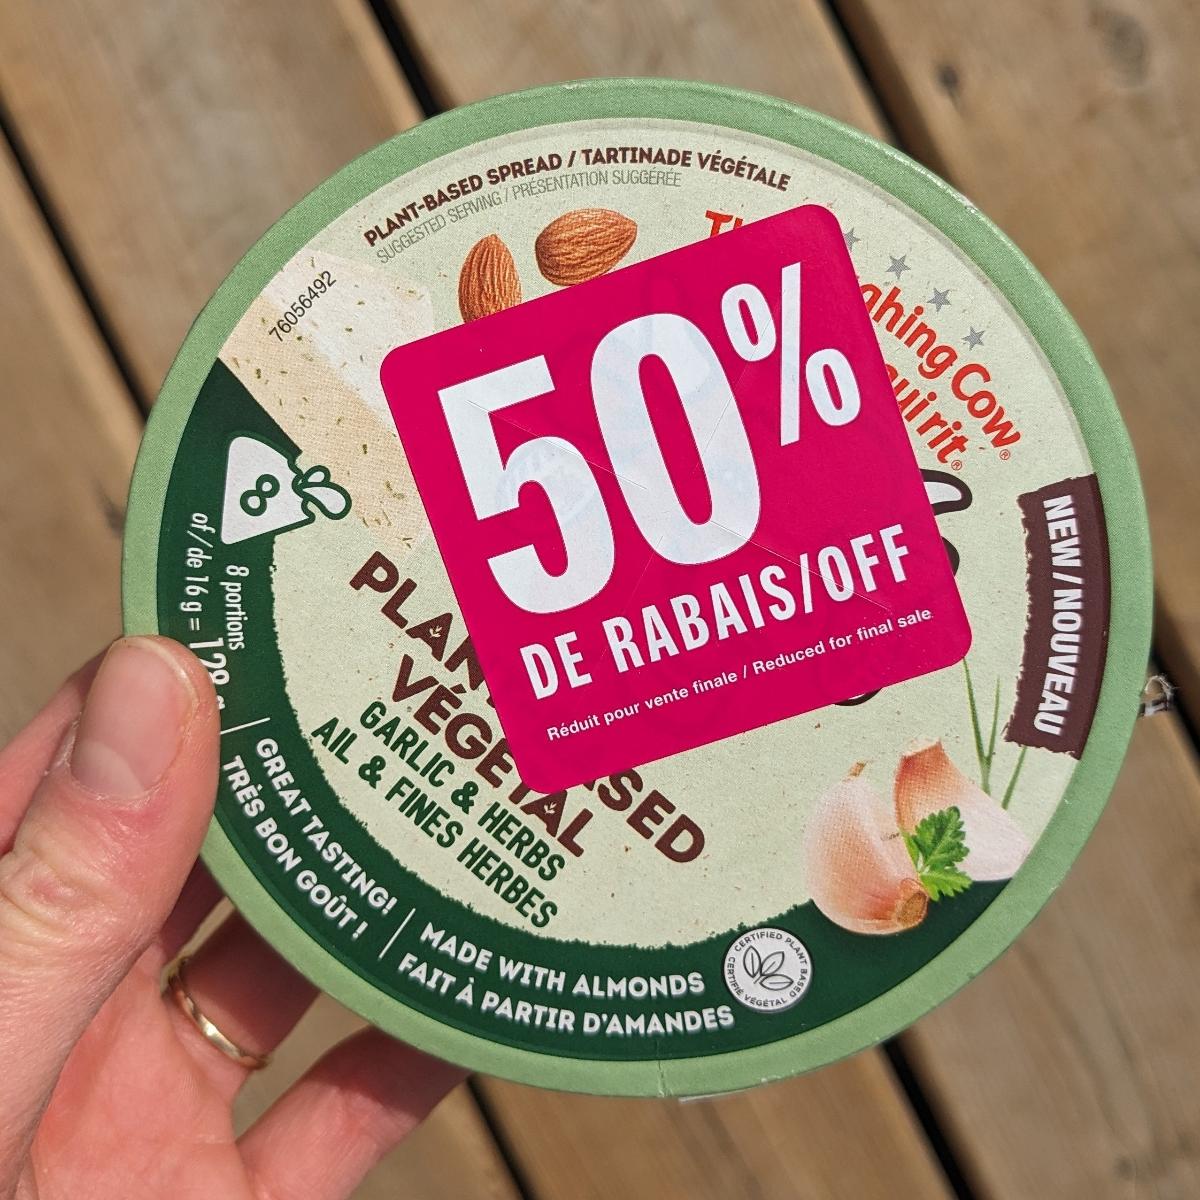 PLANT-BASED SPREAD / TARTINADE VÉGÉTALE
SUGGESTED SERVING / PRÉSENTATION SUGGÉRÉE
76056492
Cow®
rit®
50%
DE RABAIS/OFF
Réduit pour vente finale / Reduced for final sale
NEW / NOUVEAU
8
8 portions
of/de 16 g =
VÉGÉTAL
GARLIC & HERBS
AIL & FINES HERBES
GREAT TASTING!
TRÈS BON GOÛT !
MADE WITH ALMONDS
FAIT À PARTIR D'AMANDES
CERTIFIED PLANT BASED
CERTIFIÉ VÉGÉTAL